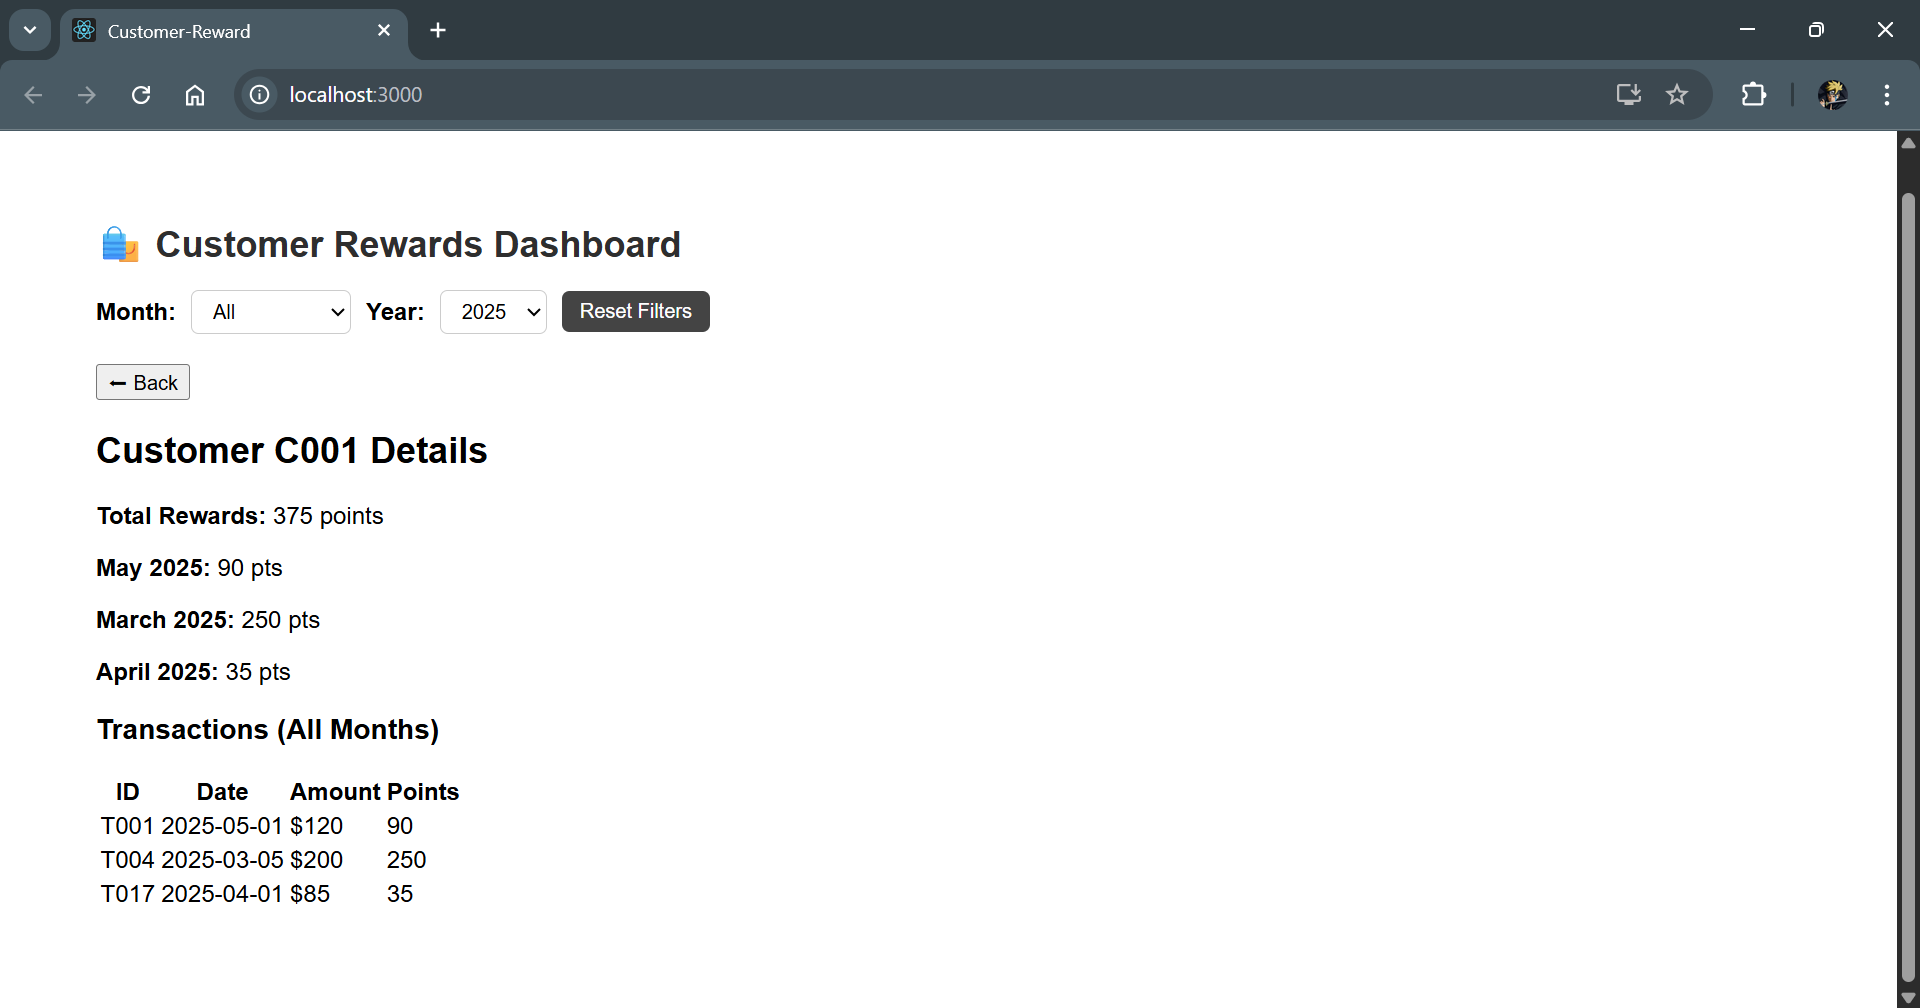 Customer-Reward
localhost:3000
Customer Rewards Dashboard
Month: All Year: 2025 Reset Filters
← Back
Customer C001 Details
Total Rewards: 375 points
May 2025: 90 pts
March 2025: 250 pts
April 2025: 35 pts
Transactions (All Months)
ID Date Amount Points
T001 2025-05-01 $120 90
T004 2025-03-05 $200 250
T017 2025-04-01 $85 35